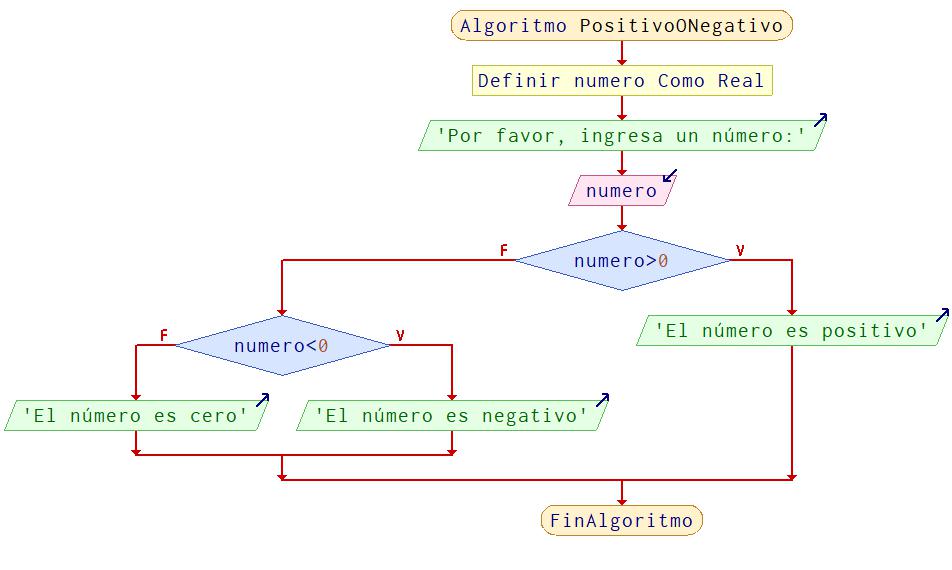 Algoritmo PositivoONegativo
Definir numero Como Real
'Por favor, ingresa un número:'
numero
F
V
numero>0
F
V
numero<0
'El número es positivo'
'El número es cero'
'El número es negativo'
FinAlgoritmo